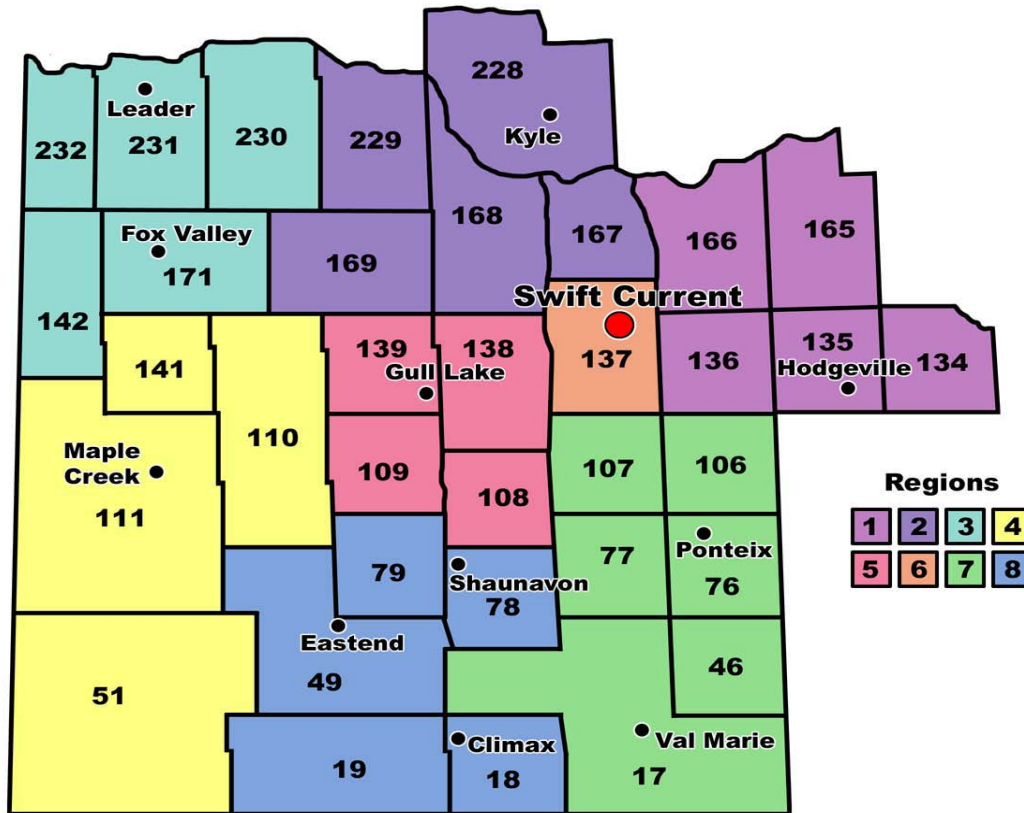 228
Kyle
Leader
232
231
230
229
168
167
166
165
Fox Valley
171
169
142
Swift Current
137
141
110
139
138
Gull Lake
136
135
Hodgeville
134
Maple
Creek
111
109
108
107
106
Regions
1 2 3 4
5 6 7 8
79
Shaunavon
78
77
Ponteix
76
Eastend
49
46
51
19
Climax
18
Val Marie
17